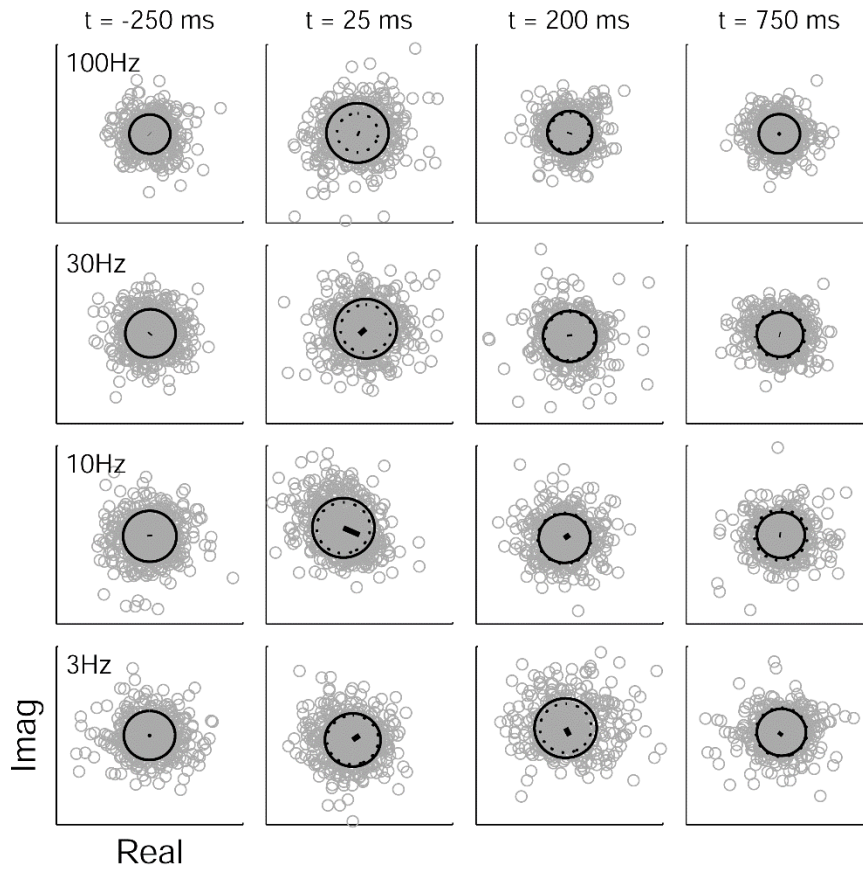 t = -250 ms
t = 25 ms
t = 200 ms
t = 750 ms
100Hz
30Hz
10Hz
3Hz
Imag
Real